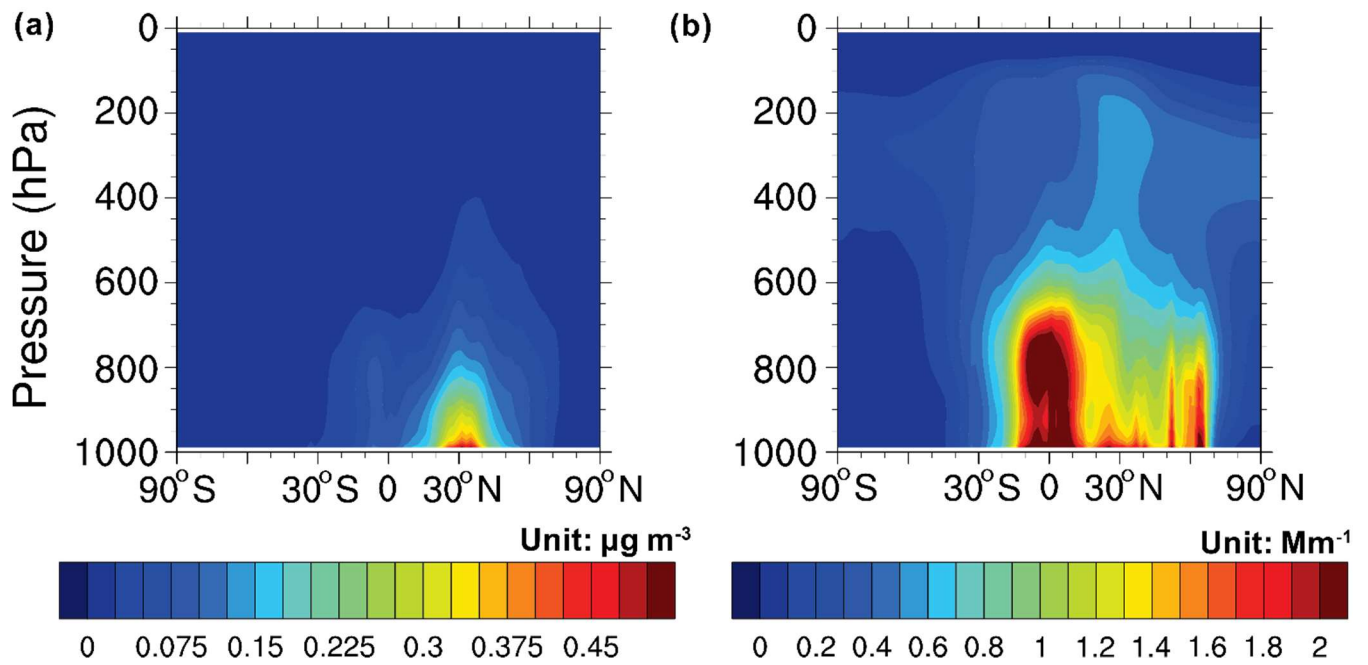 (a)
(b)
Pressure (hPa)
0
200
400
600
800
1000
90°S 30°S 0 30°N 90°N
0
200
400
600
800
1000
90°S 30°S 0 30°N 90°N
Unit: µg m-3
Unit: Mm-1
0 0.075 0.15 0.225 0.3 0.375 0.45
0 0.2 0.4 0.6 0.8 1 1.2 1.4 1.6 1.8 2